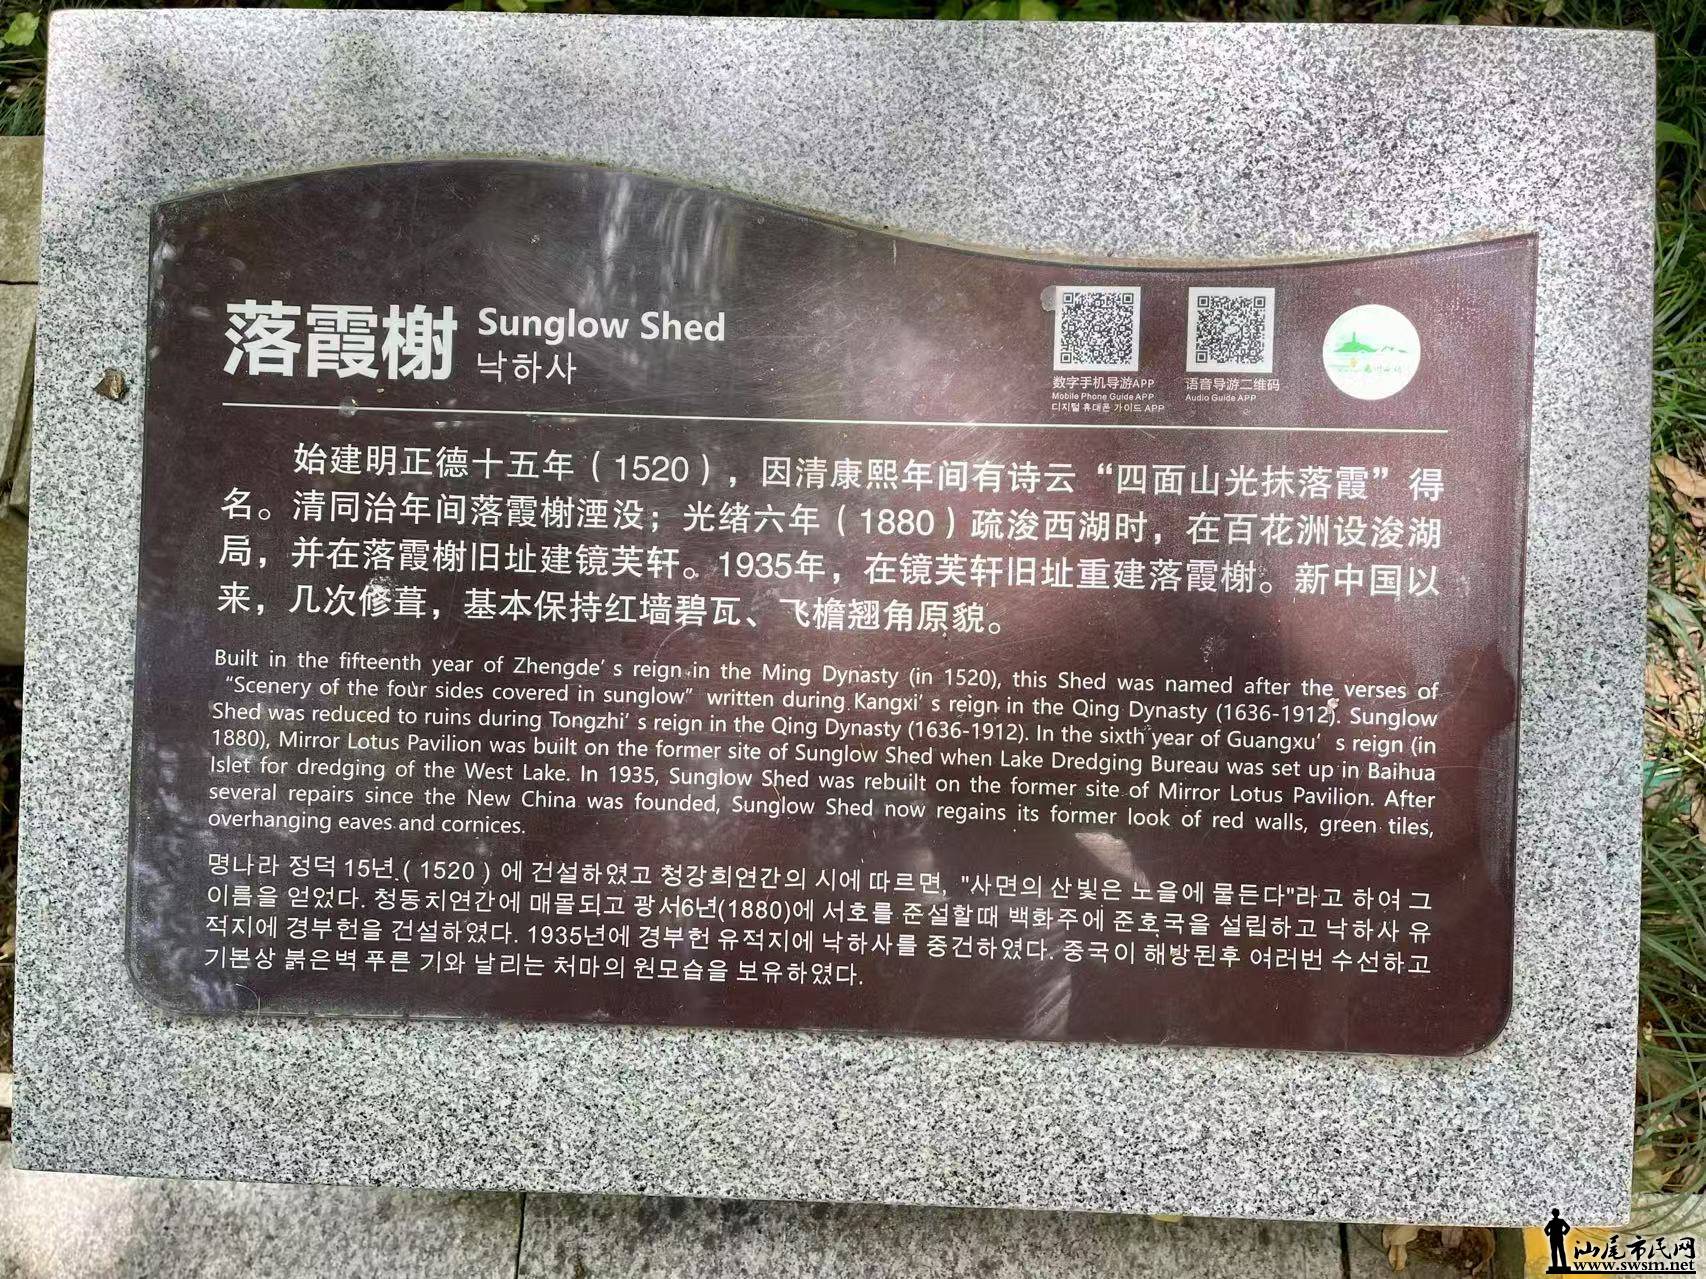 落霞榭
Sunglow Shed
낙하사
数字手机导游APP
Mobile Phone Guide APP
디지털 휴대폰 가이드 APP
语音导游二维码
Audio Guide APP
始建明正德十五年（1520），因清康熙年间有诗云“四面山光抹落霞”得
名。清同治年间落霞榭湮没；光绪六年（1880）疏浚西湖时，在百花洲设浚湖
局，并在落霞榭旧址建镜芙轩。1935年，在镜芙轩旧址重建落霞榭。新中国以
来，几次修葺，基本保持红墙碧瓦、飞檐翘角原貌。
Built in the fifteenth year of Zhengde’s reign in the Ming Dynasty (in 1520), this Shed was named after the verses of
“Scenery of the four sides covered in sunglow” written during Kangxi’s reign in the Qing Dynasty (1636-1912). Sunglow
Shed was reduced to ruins during Tongzhi’s reign in the Qing Dynasty (1636-1912). In the sixth year of Guangxu’s reign (in
1880), Mirror Lotus Pavilion was built on the former site of Sunglow Shed when Lake Dredging Bureau was set up in Baihua
Islet for dredging of the West Lake. In 1935, Sunglow Shed was rebuilt on the former site of Mirror Lotus Pavilion. After
several repairs since the New China was founded, Sunglow Shed now regains its former look of red walls, green tiles,
overhanging eaves and cornices.
명나라 정덕 15년 ( 1520 ) 에 건설하였고 청강희연간의 시에 따르면, "사면의 산빛은 노을에 물든다"라고 하여 그
이름을 얻었다. 청동치연간에 매몰되고 광서6년(1880)에 서호를 준설할때 백화주에 준호국을 설립하고 낙하사 유
적지에 경부헌을 건설하였다. 1935년에 경부헌 유적지에 낙하사를 중건하였다. 중국이 해방된후 여러번 수선하고
기본상 붉은벽 푸른 기와 날리는 처마의 원모습을 보유하였다.
汕尾市民网
www.swsm.net